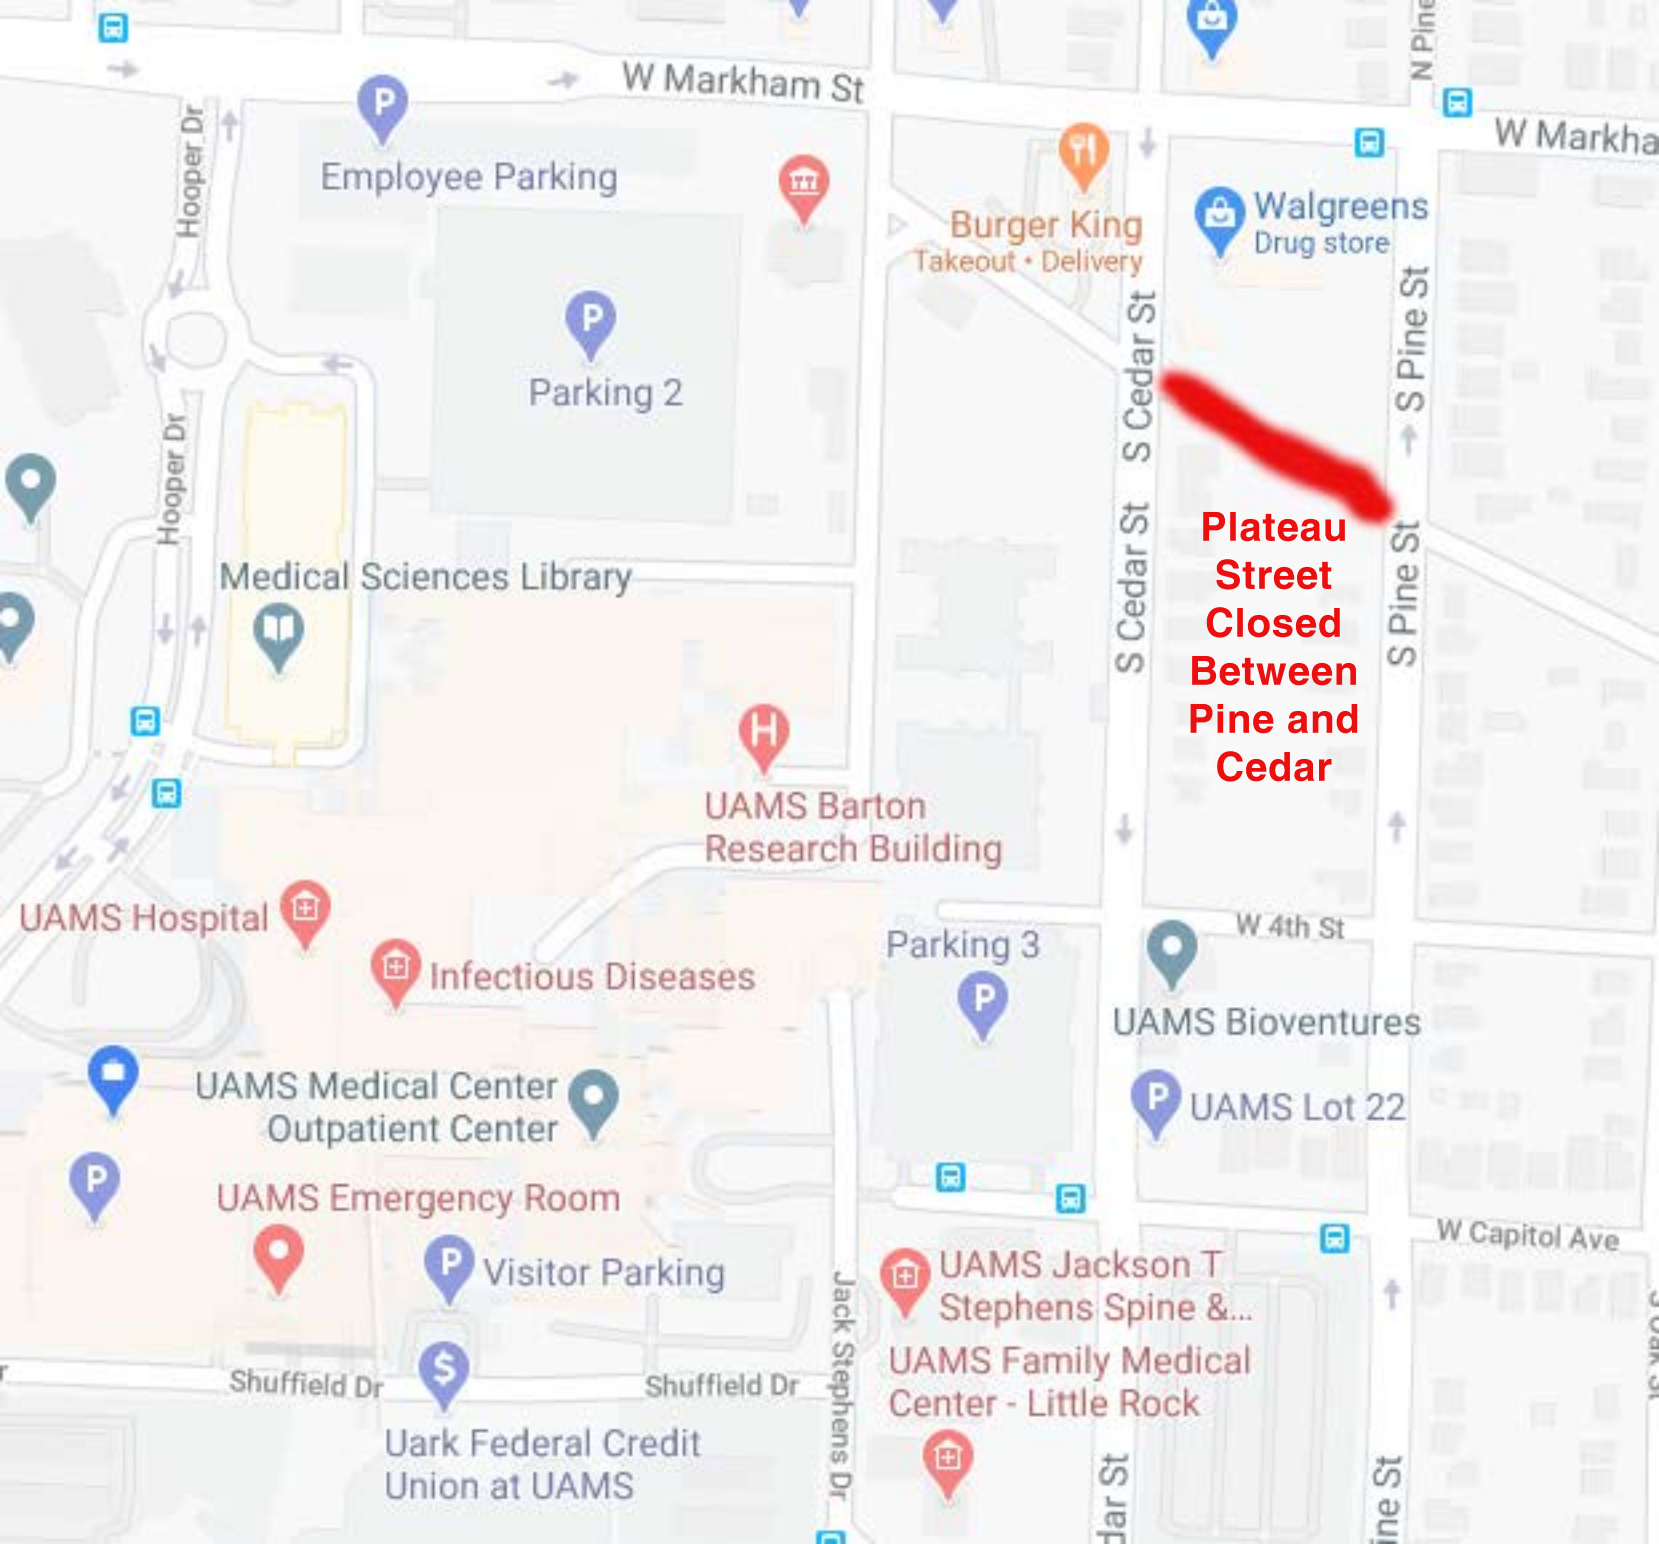 W Markham St
N Pine
W Markha
Hooper Dr
Employee Parking
Burger King
Takeout • Delivery
Walgreens
Drug store
Parking 2
S Cedar St
S Pine St
Hooper Dr
Medical Sciences Library
S Cedar St
S Pine St
Plateau
Street
Closed
Between
Pine and
Cedar
UAMS Barton
Research Building
UAMS Hospital
Infectious Diseases
Parking 3
W 4th St
UAMS Bioventures
UAMS Medical Center
Outpatient Center
UAMS Lot 22
UAMS Emergency Room
Visitor Parking
W Capitol Ave
UAMS Jackson T
Stephens Spine &...
UAMS Family Medical
Center - Little Rock
Jack Stephens Dr
Shuffield Dr
Shuffield Dr
S Oak St
Uark Federal Credit
Union at UAMS
dar St
ine St